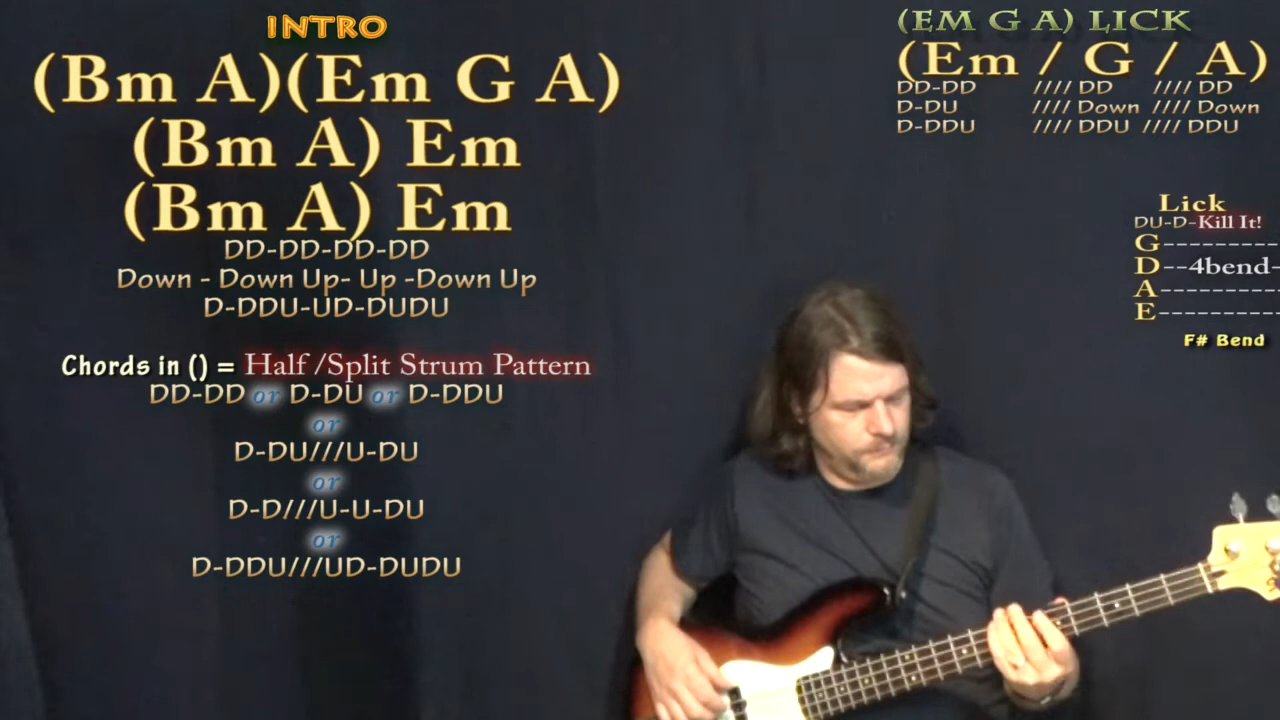 INTRO
(Bm A)(Em G A)
(Bm A) Em
(Bm A) Em
DD-DD-DD-DD
Down - Down Up- Up -Down Up
D-DDU-UD-DUDU
Chords in () = Half /Split Strum Pattern
DD-DD or D-DU or D-DDU
or
D-DU///U-DU
or
D-D///U-U-DU
or
D-DDU///UD-DUDU
(EM G A) LICK
(Em / G / A)
DD-DD //// DD //// DD
D-DU //// Down //// Down
D-DDU //// DDU //// DDU
Lick
DU-D-Kill It!
G---------
D--4bend-
A---------
E---------
F# Bend